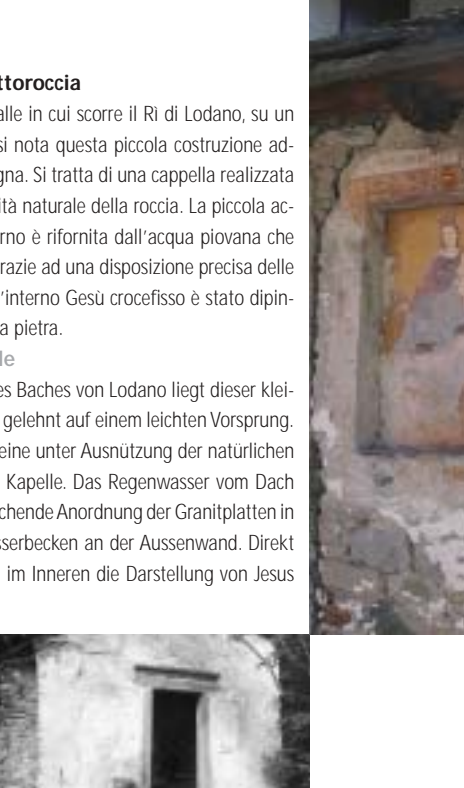 ttoroccia
alle in cui scorre il Rì di Lodano, su un
si nota questa piccola costruzione ad-
gna. Si tratta di una cappella realizzata
ità naturale della roccia. La piccola ac-
rno è rifornita dall'acqua piovana che
razie ad una disposizione precisa delle
l'interno Gesù crocefisso è stato dipin-
a pietra.
le
es Baches von Lodano liegt dieser klei-
gelehnt auf einem leichten Vorsprung.
eine unter Ausnützung der natürlichen
Kapelle. Das Regenwasser vom Dach
chende Anordnung der Granitplatten in
sserbecken an der Aussenwand. Direkt
im Inneren die Darstellung von Jesus